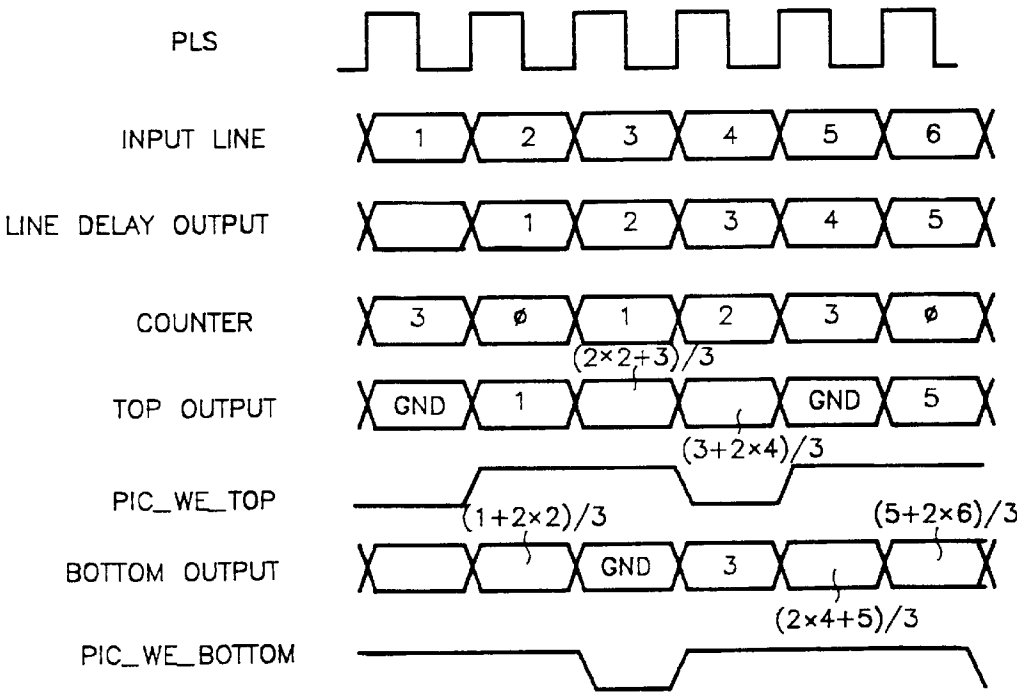 PLS
INPUT LINE 1 2 3 4 5 6
LINE DELAY OUTPUT 1 2 3 4 5
COUNTER 3 ø 1 2 3 ø
(2×2+3)/3
TOP OUTPUT GND 1 GND 5
(3+2×4)/3
PIC_WE_TOP
(1+2×2)/3 (5+2×6)/3
BOTTOM OUTPUT GND 3
(2×4+5)/3
PIC_WE_BOTTOM